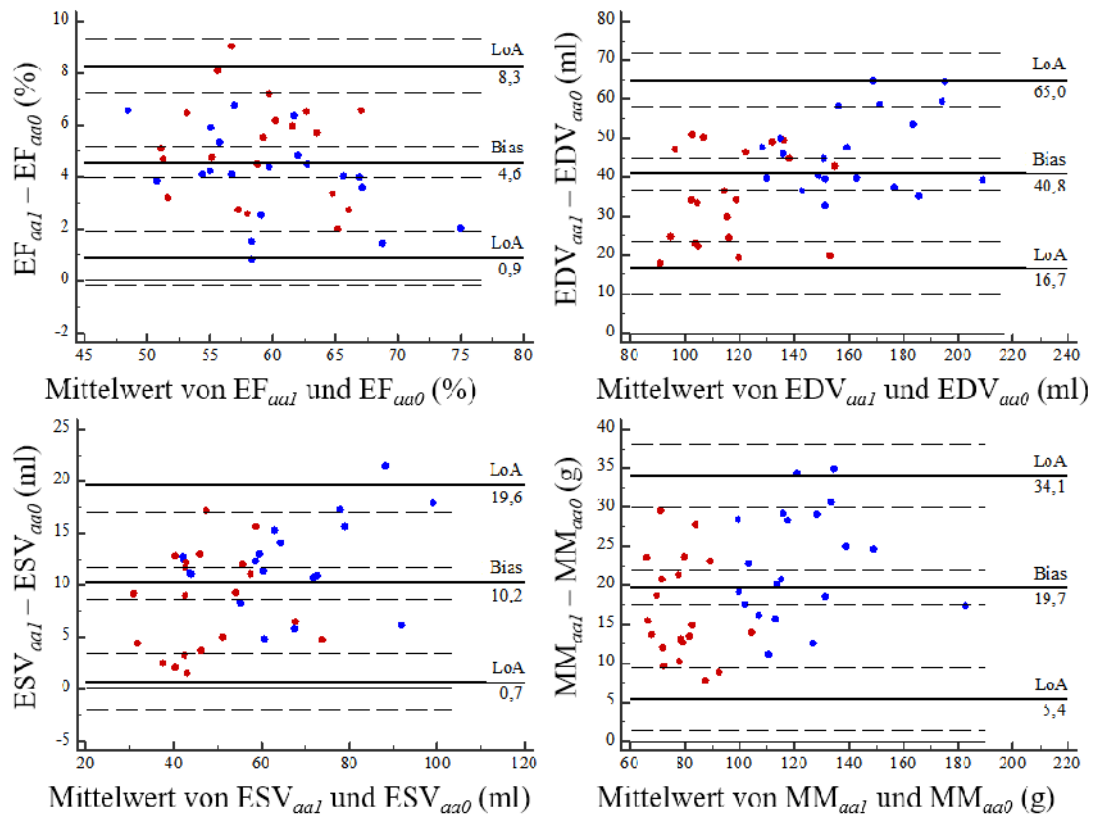 EF_aa1 – EF_aa0 (%)
10
8
6
4
2
0
-2
LoA
8,3
Bias
4,6
LoA
0,9
45 50 55 60 65 70 75 80
Mittelwert von EF_aa1 und EF_aa0 (%)
EDV_aa1 – EDV_aa0 (ml)
80
70
60
50
40
30
20
10
0
LoA
65,0
Bias
40,8
LoA
16,7
80 100 120 140 160 180 200 220 240
Mittelwert von EDV_aa1 und EDV_aa0 (ml)
ESV_aa1 – ESV_aa0 (ml)
25
20
15
10
5
0
-5
LoA
19,6
Bias
10,2
LoA
0,7
20 40 60 80 100 120
Mittelwert von ESV_aa1 und ESV_aa0 (ml)
MM_aa1 – MM_aa0 (g)
40
35
30
25
20
15
10
5
0
LoA
34,1
Bias
19,7
LoA
5,4
60 80 100 120 140 160 180 200 220
Mittelwert von MM_aa1 und MM_aa0 (g)